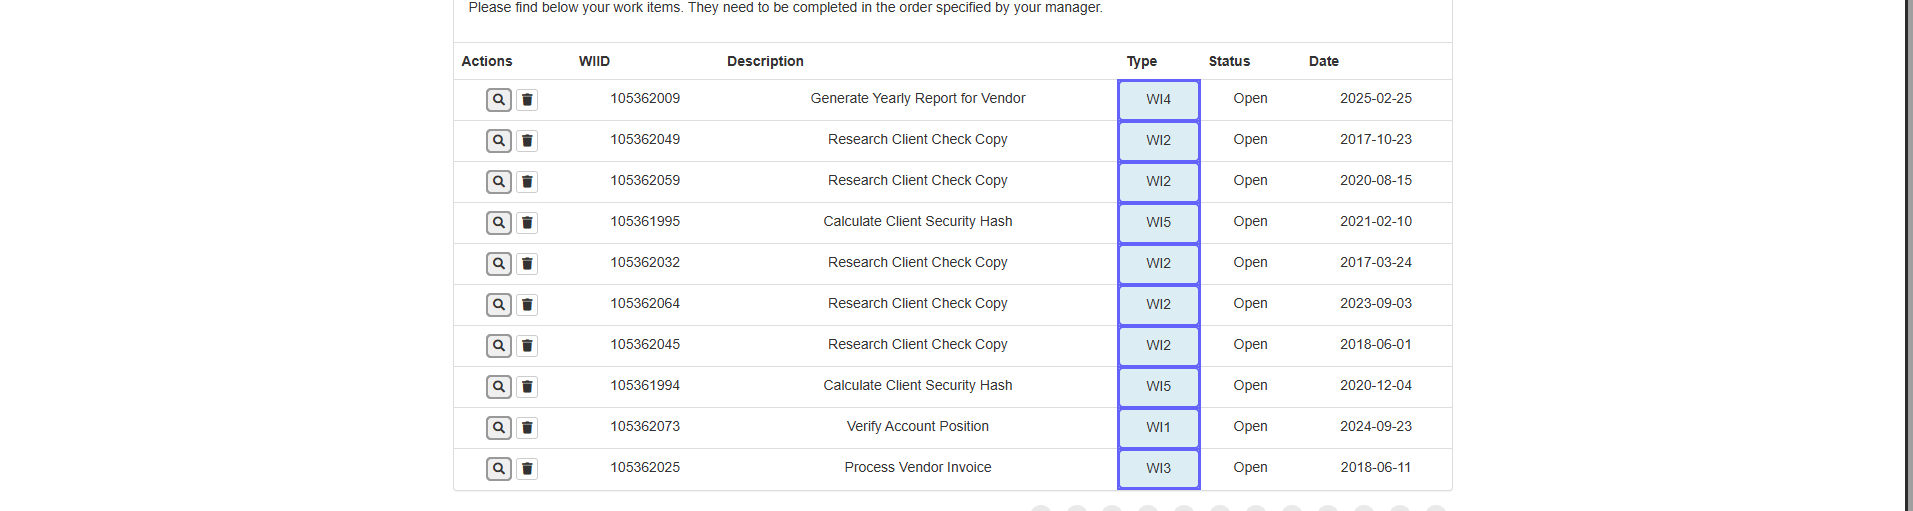 Please find below your work items. They need to be completed in the order specified by your manager.
Actions WIID Description Type Status Date
105362009 Generate Yearly Report for Vendor WI4 Open 2025-02-25
105362049 Research Client Check Copy WI2 Open 2017-10-23
105362059 Research Client Check Copy WI2 Open 2020-08-15
105361995 Calculate Client Security Hash WI5 Open 2021-02-10
105362032 Research Client Check Copy WI2 Open 2017-03-24
105362064 Research Client Check Copy WI2 Open 2023-09-03
105362045 Research Client Check Copy WI2 Open 2018-06-01
105361994 Calculate Client Security Hash WI5 Open 2020-12-04
105362073 Verify Account Position WI1 Open 2024-09-23
105362025 Process Vendor Invoice WI3 Open 2018-06-11